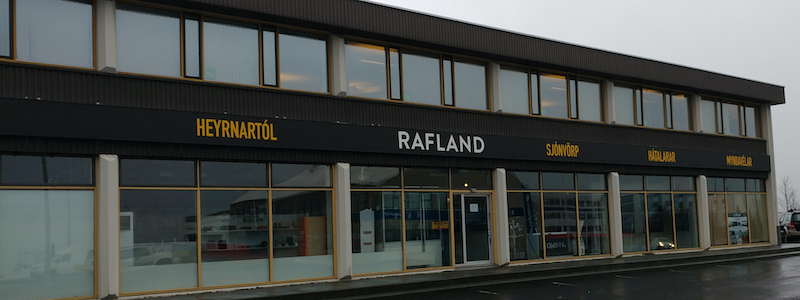 HEYRNARTÓL
RAFLAND
SJÓNVÖRP
HÁTALARAR
MYNDAVÉLAR